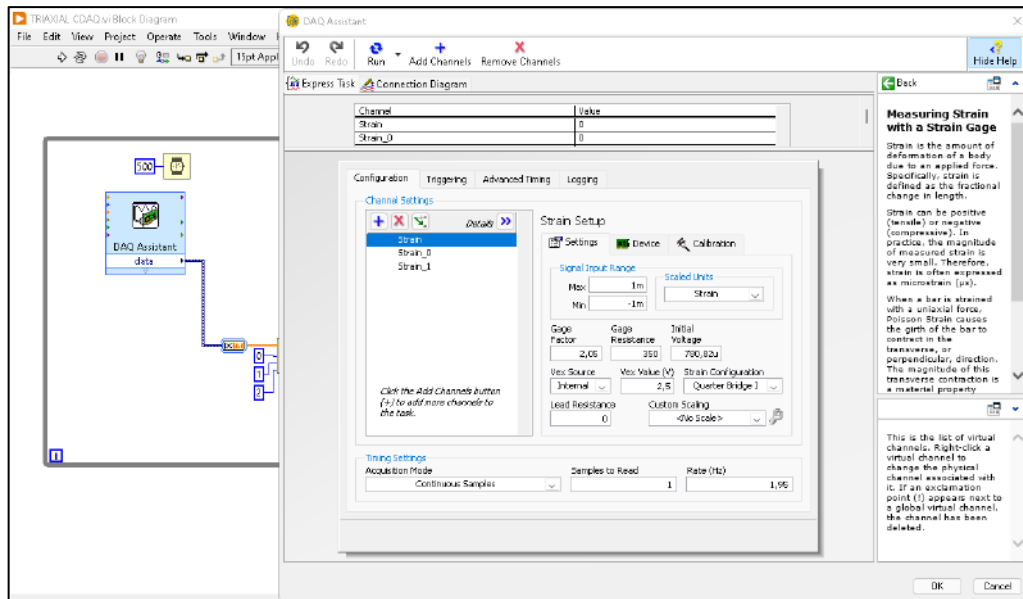 TRIAXIAL CDAQ.vi Block Diagram
File Edit View Project Operate Tools Window
15pt Appl
500
DAQ Assistant
data
0
1
2
i
DAQ Assistant
Undo Redo Run Add Channels Remove Channels
Hide Help
Express Task Connection Diagram
Channel Value
Strain 0
Strain_0 0
Configuration Triggering Advanced Timing Logging
Channel Settings
Details
Strain
Strain_0
Strain_1
Click the Add Channels button
(+) to add more channels to
the task.
Strain Setup
Settings Device Calibration
Signal Input Range
Max 1m
Min -1m
Scaled Units
Strain
Gage Factor
2,05
Gage Resistance
350
Initial Voltage
Vex Source
Internal
Vex Value (V)
2,5
Strain Configuration
Quarter Bridge I
Lead Resistance
0
Custom Scaling
<No Scale>
Timing Settings
Acquisition Mode
Continuous Samples
Samples to Read
1
Rate (Hz)
1,95
Back
Measuring Strain
with a Strain Gage
Strain is the amount of
deformation of a body
due to an applied force.
Specifically, strain is
defined as the fractional
change in length.
Strain can be positive
(tensile) or negative
(compressive). In
practice, the magnitude
of measured strain is
very small. Therefore,
strain is often expressed
as microstrain (µε).
When a bar is strained
with a uniaxial force,
Poisson Strain causes
the girth of the bar to
contract in the
transverse, or
perpendicular, direction.
The magnitude of this
transverse contraction is
a material property
This is the list of virtual
channels. Right-click a
virtual channel to
change the physical
channel associated with
it. If an exclamation
point (!) appears next to
a global virtual channel,
the channel has been
deleted.
OK Cancel